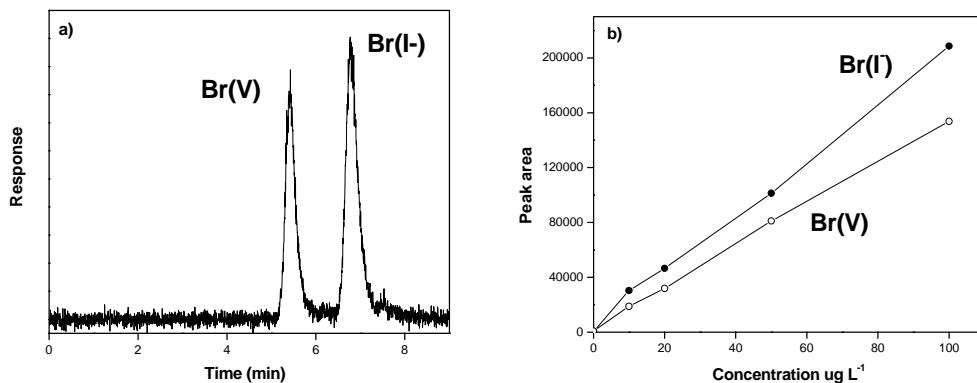 a)
Br(V)
Br(I-)
Response
0 2 4 6 8
Time (min)
b)
200000
160000
120000
80000
40000
0
Br(I⁻)
Br(V)
Peak area
0 20 40 60 80 100
Concentration ug L⁻¹